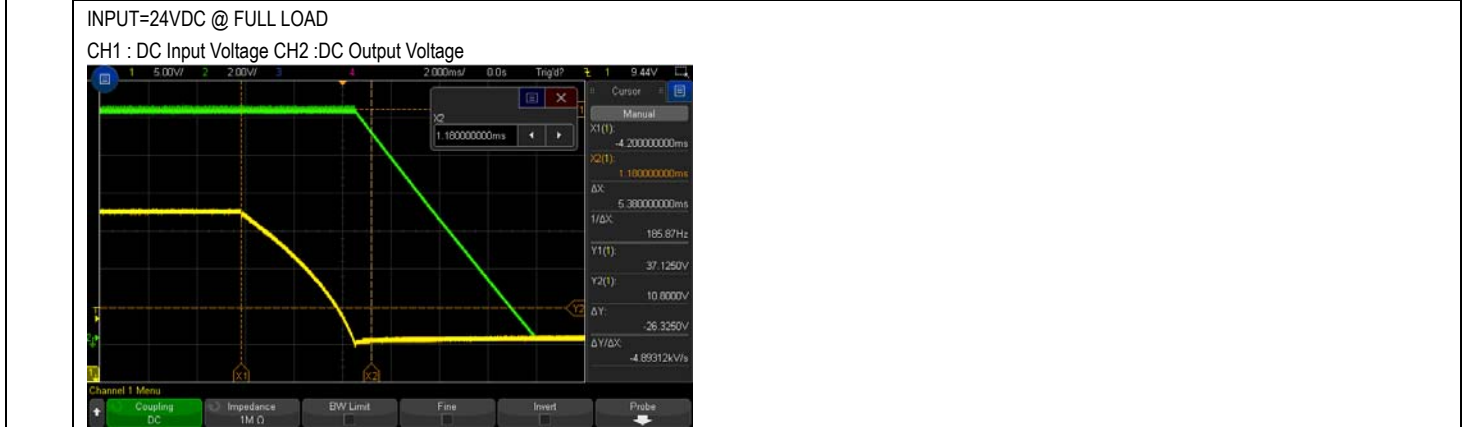 INPUT=24VDC @ FULL LOAD
CH1 : DC Input Voltage CH2 :DC Output Voltage
1 5.00V/ 2 2.00V/ 3 4 2.000ms/ 0.0s Trig'd? 1 9.44V
Cursor
Manual
X2
1.180000000ms
X1(1):
-4.200000000ms
X2(1):
1.180000000ms
ΔX:
5.380000000ms
1/ΔX:
185.87Hz
Y1(1):
37.1250V
Y2(1):
10.8000V
ΔY:
-26.3250V
ΔY/ΔX:
-4.89312kV/s
Y2
X1
X2
Channel 1 Menu
Coupling
DC
Impedance
1M Ω
BW Limit
Fine
Invert
Probe